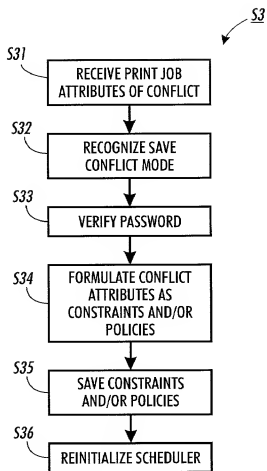 S3
S31
RECEIVE PRINT JOB
ATTRIBUTES OF CONFLICT
S32
RECOGNIZE SAVE
CONFLICT MODE
S33
VERIFY PASSWORD
S34
FORMULATE CONFLICT
ATTRIBUTES AS
CONSTRAINTS AND/OR
POLICIES
S35
SAVE CONSTRAINTS
AND/OR POLICIES
S36
REINITIALIZE SCHEDULER